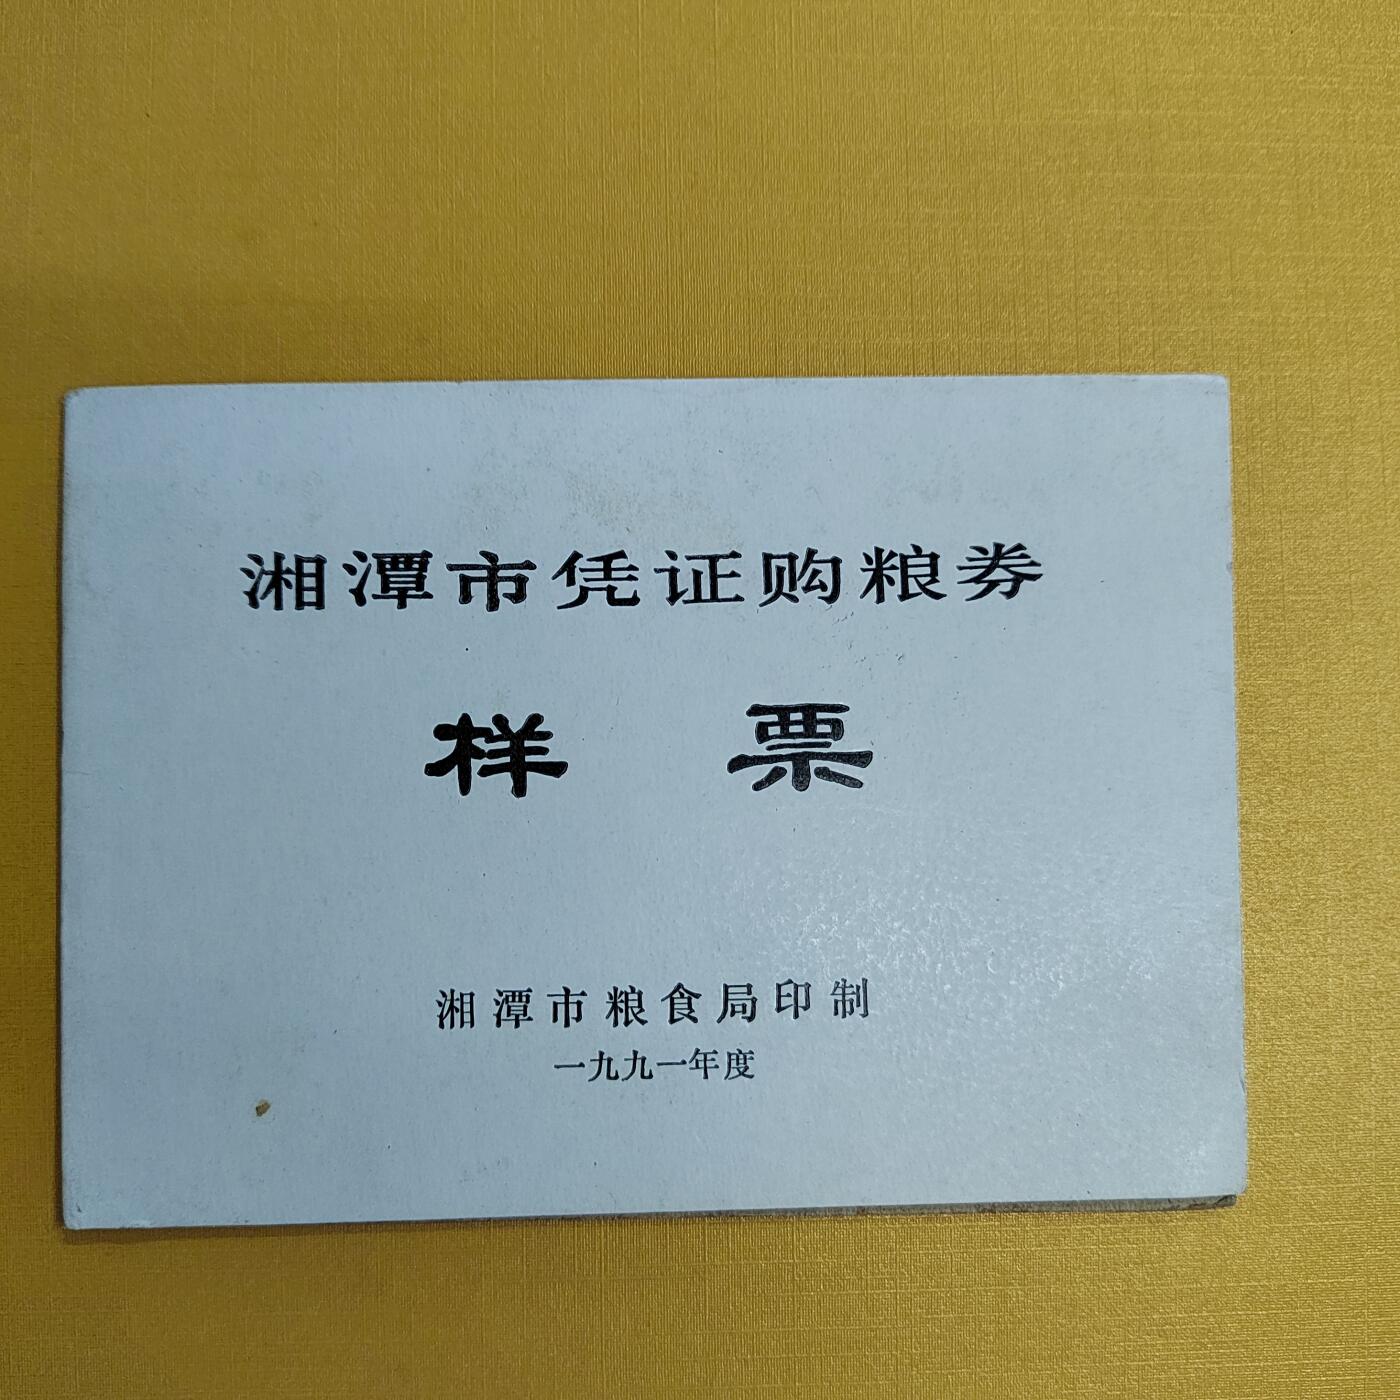 湘潭市凭证购粮券
样票
湘潭市粮食局印制
一九九一年度